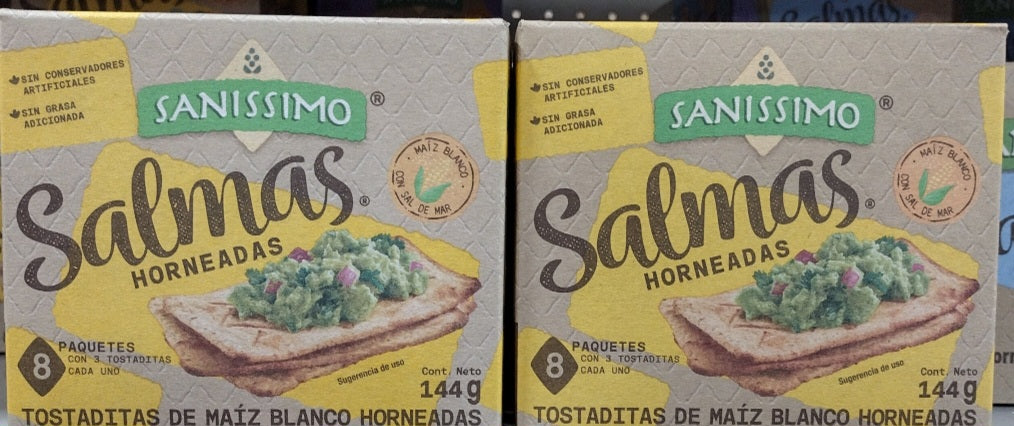 SIN CONSERVADORES
ARTIFICIALES
SIN GRASA
ADICIONADA
SANISSIMO®
MAÍZ BLANCO
CON SAL DE MAR
Salmas®
HORNEADAS
8 PAQUETES
CON 3 TOSTADITAS
CADA UNO
Sugerencia de uso
Cont. Neto
144g
TOSTADITAS DE MAÍZ BLANCO HORNEADAS
SIN CONSERVADORES
ARTIFICIALES
SIN GRASA
ADICIONADA
SANISSIMO®
MAÍZ BLANCO
CON SAL DE MAR
Salmas®
HORNEADAS
8 PAQUETES
CON 3 TOSTADITAS
CADA UNO
Sugerencia de uso
Cont. Neto
144g
TOSTADITAS DE MAÍZ BLANCO HORNEADAS
Salmas